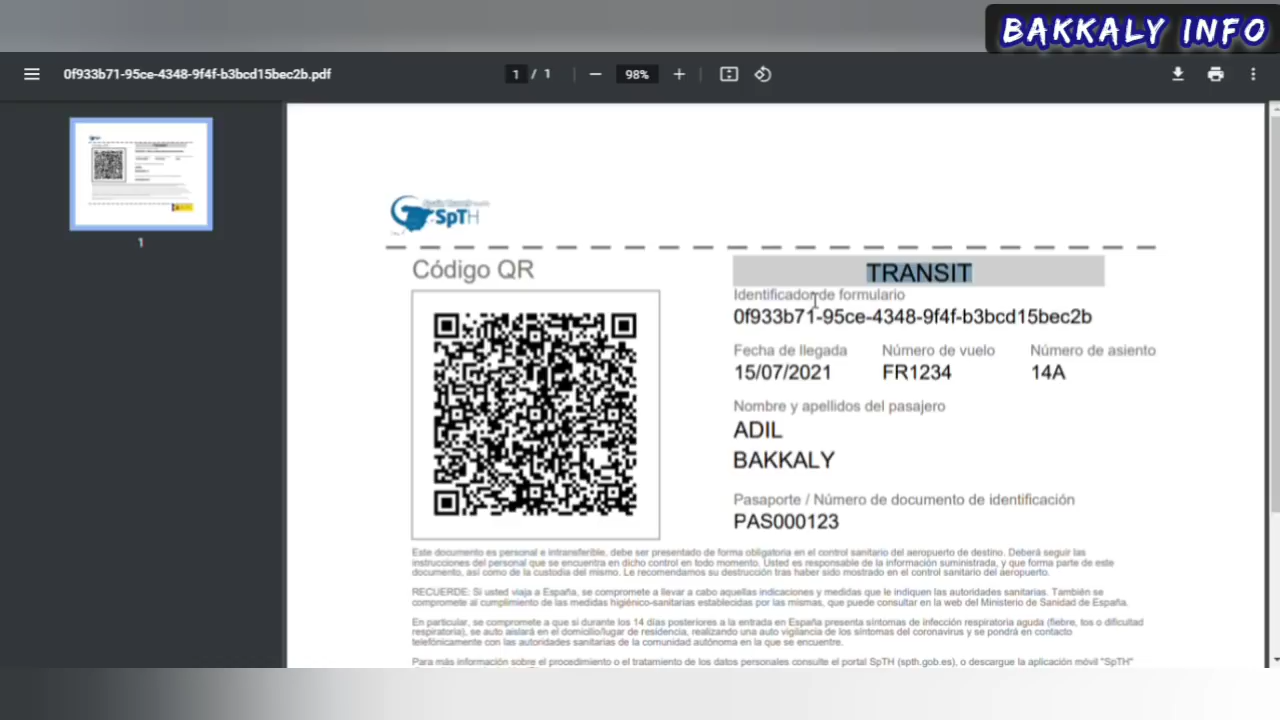 BAKKALY INFO
0f933b71-95ce-4348-9f4f-b3bcd15bec2b.pdf
1 / 1
98%
1
SpTH
Código QR
TRANSIT
Identificador de formulario
0f933b71-95ce-4348-9f4f-b3bcd15bec2b
Fecha de llegada Número de vuelo Número de asiento
15/07/2021 FR1234 14A
Nombre y apellidos del pasajero
ADIL
BAKKALY
Pasaporte / Número de documento de identificación
PAS000123
Este documento es personal e intransferible, debe ser presentado de forma obligatoria en el control sanitario del aeropuerto de destino. Deberá seguir las
instrucciones del personal que se encuentra en dicho control en todo momento. Usted es responsable de la información suministrada, y que forma parte de este
documento, así como de la custodia del mismo. Le recomendamos su destrucción tras haber sido mostrado en el control sanitario del aeropuerto.
RECUERDE: Si usted viaja a España, se compromete a llevar a cabo aquellas indicaciones y medidas que le indiquen las autoridades sanitarias. También se
compromete al cumplimiento de las medidas higiénico-sanitarias establecidas por las mismas, que puede consultar en la web del Ministerio de Sanidad de España.
En particular, se compromete a que si durante los 14 días posteriores a la entrada en España presenta síntomas de infección respiratoria aguda (fiebre, tos o dificultad
respiratoria), se auto aislará en el domicilio/lugar de residencia, realizando una auto vigilancia de los síntomas del coronavirus y se pondrá en contacto
telefónicamente con las autoridades sanitarias de la comunidad autónoma en la que se encuentre.
Para más información sobre el procedimiento o el tratamiento de los datos personales consulte el portal SpTH (spth.gob.es), o descargue la aplicación móvil "SpTH"